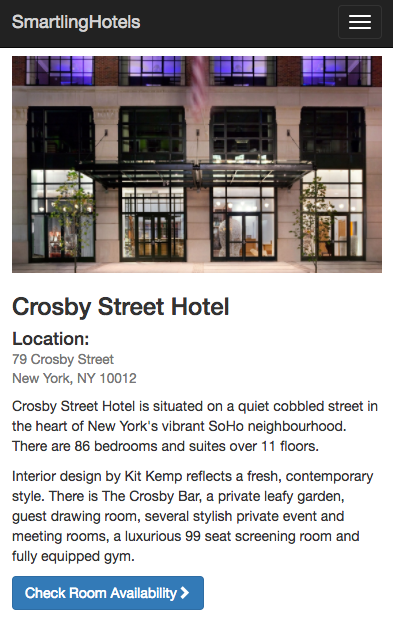 SmartlingHotels
Crosby Street Hotel
Location:
79 Crosby Street
New York, NY 10012
Crosby Street Hotel is situated on a quiet cobbled street in
the heart of New York's vibrant SoHo neighbourhood.
There are 86 bedrooms and suites over 11 floors.
Interior design by Kit Kemp reflects a fresh, contemporary
style. There is The Crosby Bar, a private leafy garden,
guest drawing room, several stylish private event and
meeting rooms, a luxurious 99 seat screening room and
fully equipped gym.
Check Room Availability